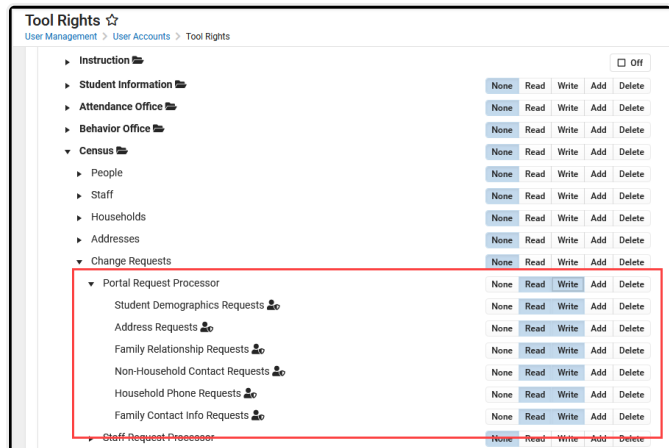 Tool Rights
User Management > User Accounts > Tool Rights
Instruction Off
Student Information None Read Write Add Delete
Attendance Office None Read Write Add Delete
Behavior Office None Read Write Add Delete
Census None Read Write Add Delete
People None Read Write Add Delete
Staff None Read Write Add Delete
Households None Read Write Add Delete
Addresses None Read Write Add Delete
Change Requests None Read Write Add Delete
Portal Request Processor None Read Write Add Delete
Student Demographics Requests None Read Write Add Delete
Address Requests None Read Write Add Delete
Family Relationship Requests None Read Write Add Delete
Non-Household Contact Requests None Read Write Add Delete
Household Phone Requests None Read Write Add Delete
Family Contact Info Requests None Read Write Add Delete
Staff Request Processor None Read Write Add Delete